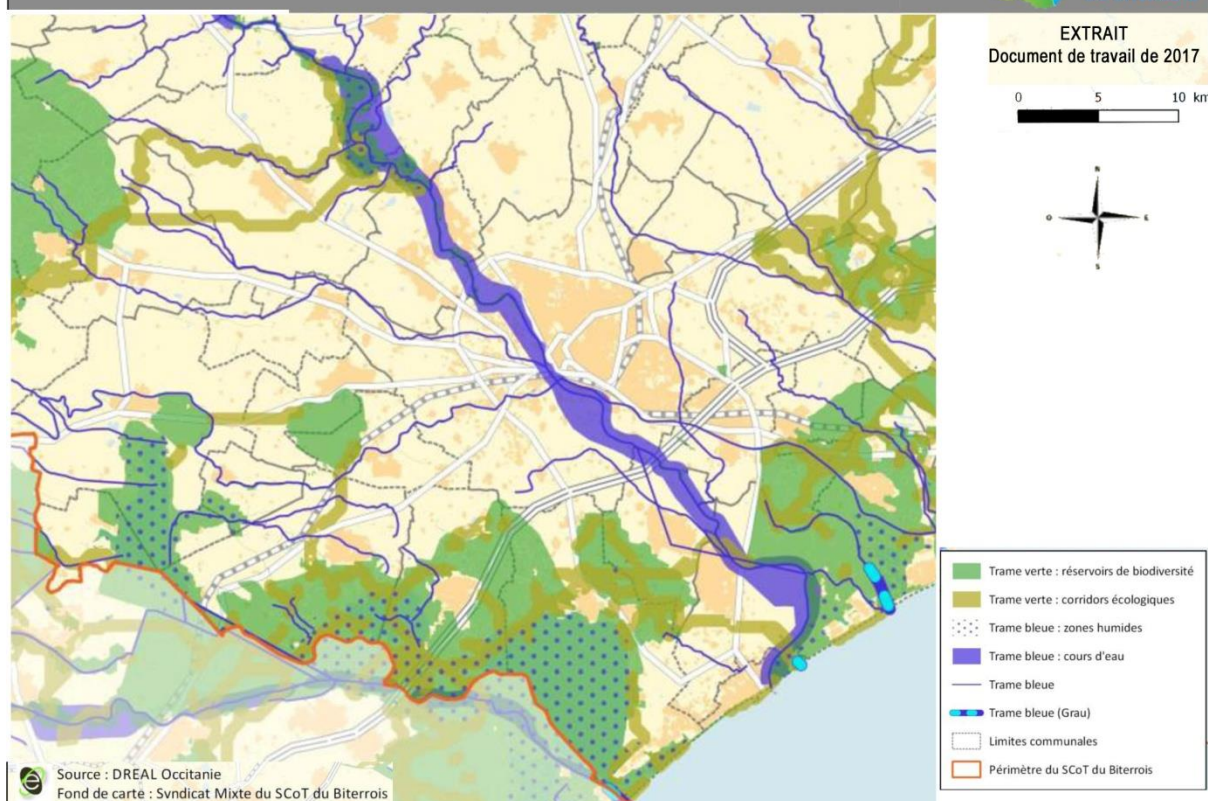 EXTRAIT
Document de travail de 2017
0 5 10 km
N
O E
S
Trame verte : réservoirs de biodiversité
Trame verte : corridors écologiques
Trame bleue : zones humides
Trame bleue : cours d'eau
Trame bleue
Trame bleue (Grau)
Limites communales
Périmètre du SCoT du Biterrois
Source : DREAL Occitanie
Fond de carte : Syndicat Mixte du SCoT du Biterrois